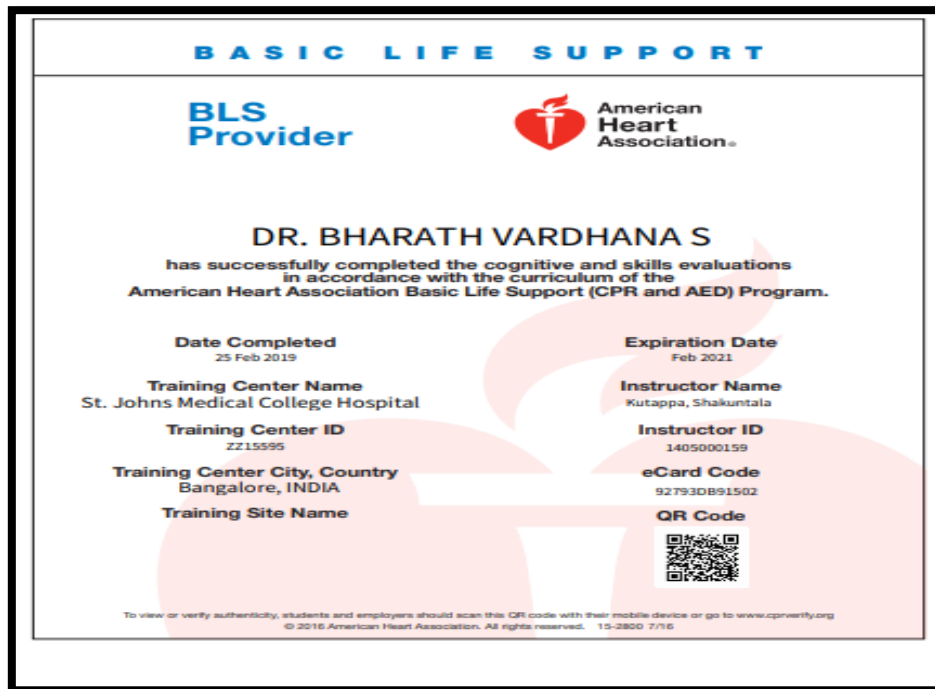 BASIC LIFE SUPPORT
BLS
Provider
American
Heart
Association®
DR. BHARATH VARDHANA S
has successfully completed the cognitive and skills evaluations
in accordance with the curriculum of the
American Heart Association Basic Life Support (CPR and AED) Program.
Date Completed
25 Feb 2019
Expiration Date
Feb 2021
Training Center Name
St. Johns Medical College Hospital
Instructor Name
Kutappa, Shakuntala
Training Center ID
ZZ15595
Instructor ID
1405000159
Training Center City, Country
Bangalore, INDIA
eCard Code
92793DB91502
Training Site Name
QR Code
To view or verify authenticity, students and employers should scan this QR code with their mobile device or go to www.cprverify.org
© 2016 American Heart Association. All rights reserved. 15-2800 7/16